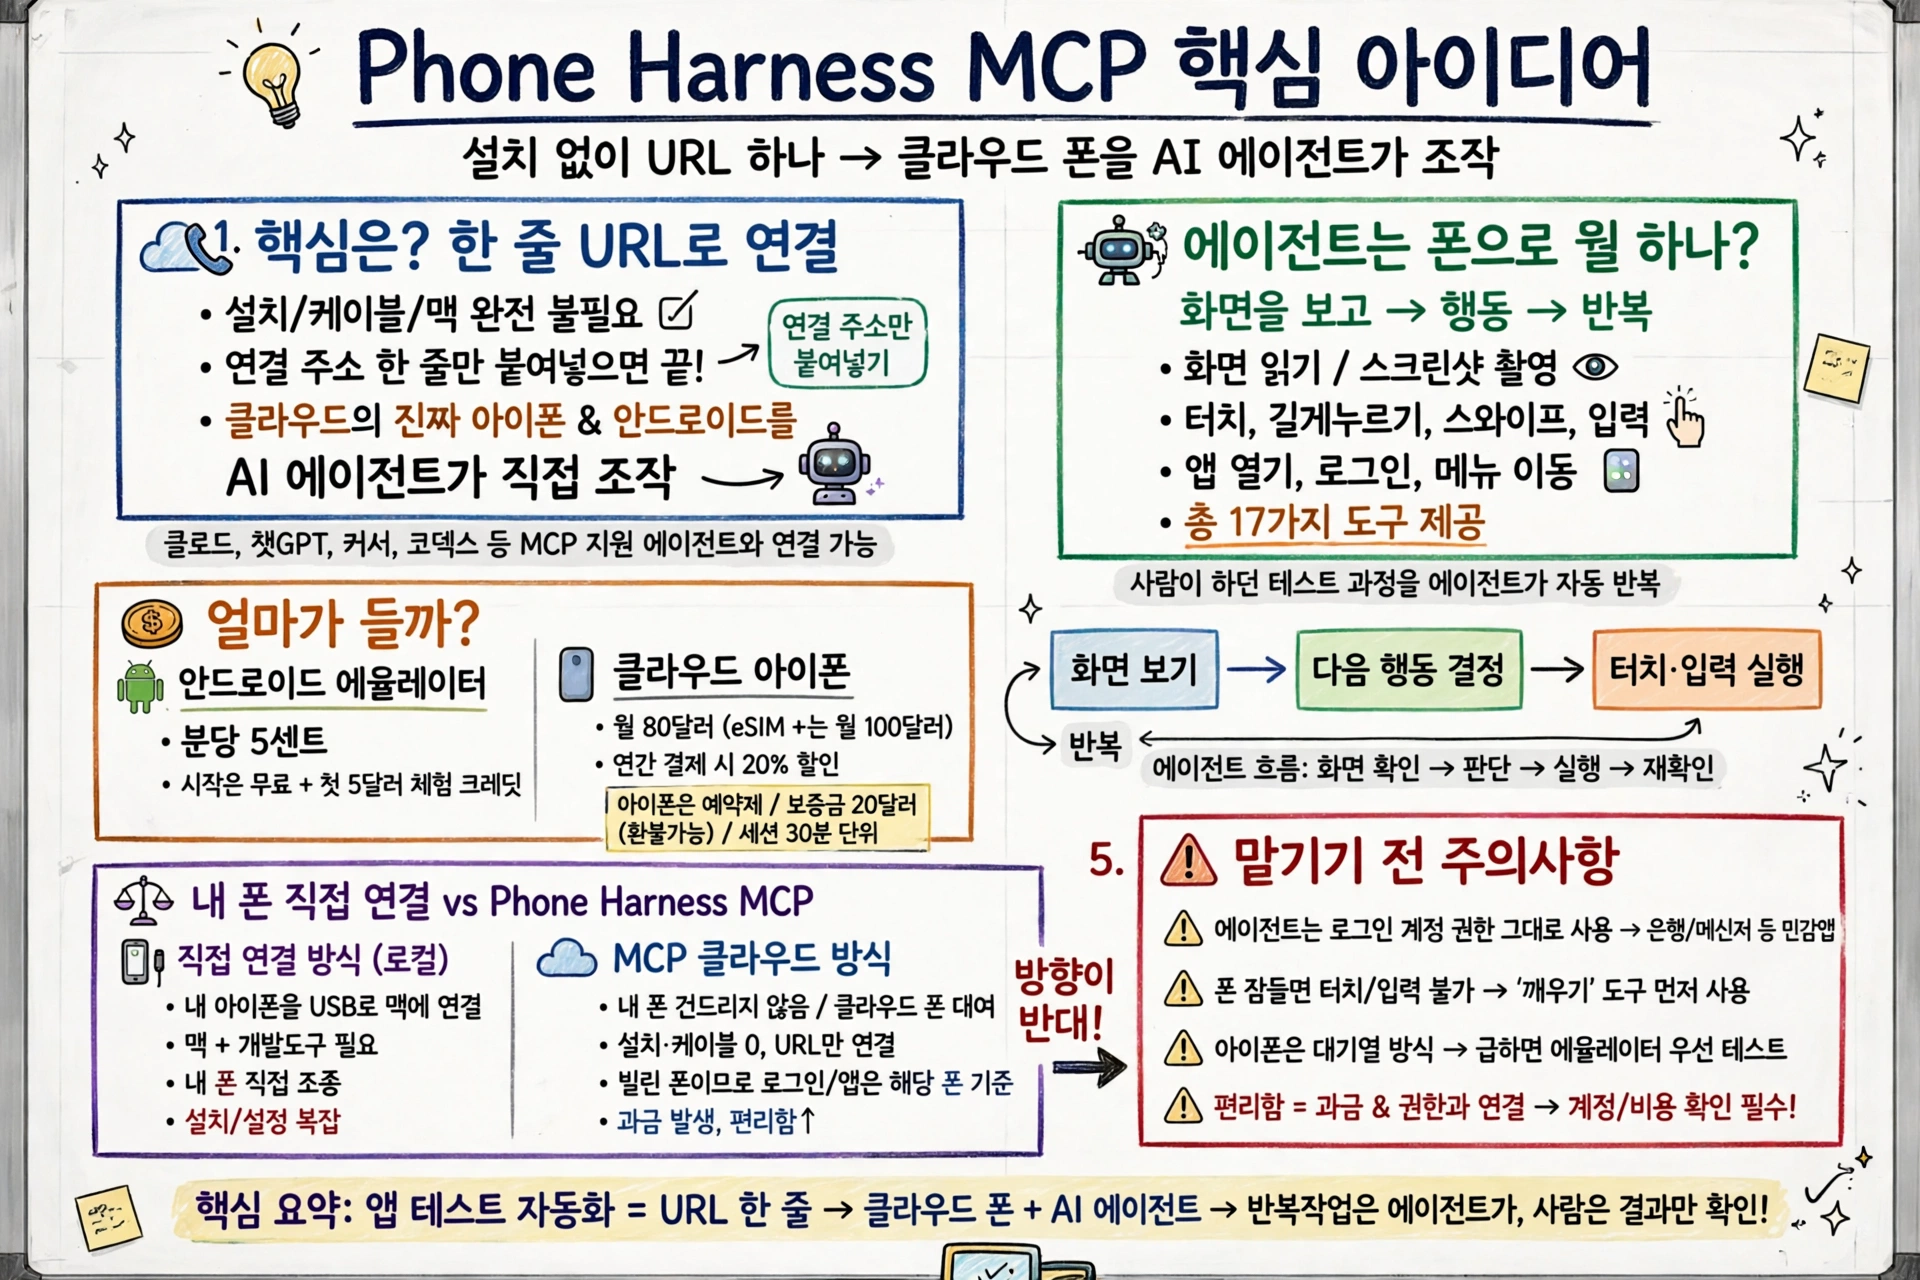 Phone Harness MCP 핵심 아이디어
설치 없이 URL 하나 → 클라우드 폰을 AI 에이전트가 조작
1. 핵심은? 한 줄 URL로 연결
• 설치/케이블/맥 완전 불필요
• 연결 주소 한 줄만 붙여넣으면 끝! →
연결 주소만
붙여넣기
• 클라우드의 진짜 아이폰 & 안드로이드를
AI 에이전트가 직접 조작
클로드, 챗GPT, 커서, 코덱스 등 MCP 지원 에이전트와 연결 가능
에이전트는 폰으로 월 하나?
화면을 보고 → 행동 → 반복
• 화면 읽기 / 스크린샷 촬영
• 터치, 길게누르기, 스와이프, 입력
• 앱 열기, 로그인, 메뉴 이동
• 총 17가지 도구 제공
사람이 하던 테스트 과정을 에이전트가 자동 반복
화면 보기 → 다음 행동 결정 → 터치·입력 실행
반복
에이전트 흐름: 화면 확인 → 판단 → 실행 → 재확인
얼마가 들까?
안드로이드 에율레이터
• 분당 5센트
• 시작은 무료 + 첫 5달러 체험 크레딧
클라우드 아이폰
• 월 80달러 (eSIM +는 월 100달러)
• 연간 결제 시 20% 할인
아이폰은 예약제 / 보증금 20달러
(환불가능) / 세션 30분 단위
내 폰 직접 연결 vs Phone Harness MCP
직접 연결 방식 (로컬)
• 내 아이폰을 USB로 맥에 연결
• 맥 + 개발도구 필요
• 내 폰 직접 조종
• 설치/설정 복잡
MCP 클라우드 방식
• 내 폰 건드리지 않음 / 클라우드 폰 대여
• 설치·케이블 0, URL만 연결
• 빌린 폰이므로 로그인/앱은 해당 폰 기준
• 과금 발생, 편리함↑
방향이
반대!
5. 말기기 전 주의사항
에이전트는 로그인 계정 권한 그대로 사용 → 은행/메신저 등 민감앱
폰 잠들면 터치/입력 불가 → ‘깨우기’ 도구 먼저 사용
아이폰은 대기열 방식 → 급하면 에율레이터 우선 테스트
편리함 = 과금 & 권한과 연결 → 계정/비용 확인 필수!
핵심 요약: 앱 테스트 자동화 = URL 한 줄 → 클라우드 폰 + AI 에이전트 → 반복작업은 에이전트가, 사람은 결과만 확인!